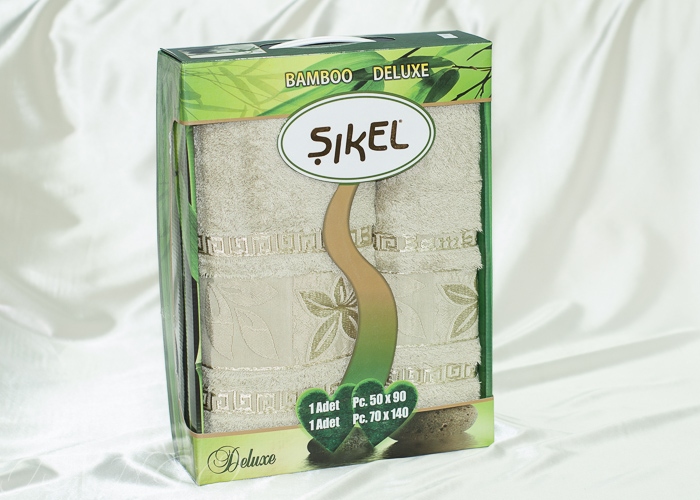 BAMBOO DELUXE
ŞIKEL
1 Adet Pc. 50 x 90
1 Adet Pc. 70 x 140
Deluxe